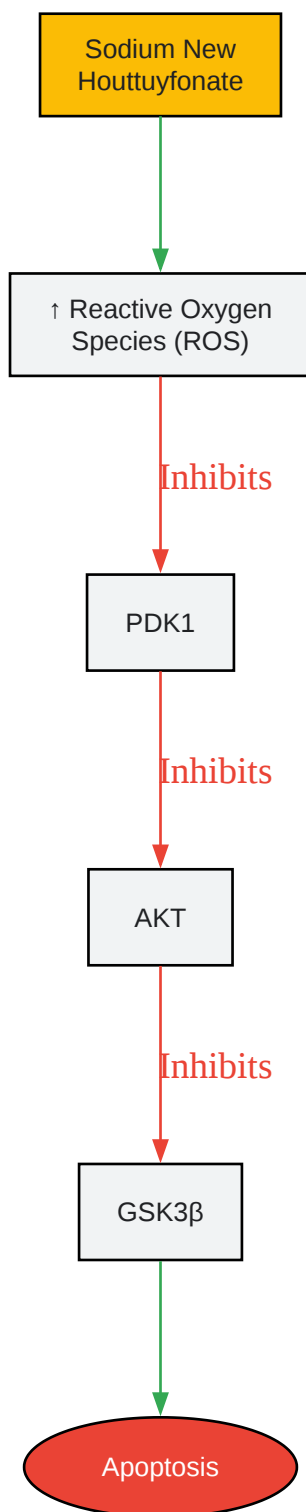 Sodium New
Houttuyfonate
↑ Reactive Oxygen
Species (ROS)
Inhibits
PDK1
Inhibits
AKT
Inhibits
GSK3β
Apoptosis